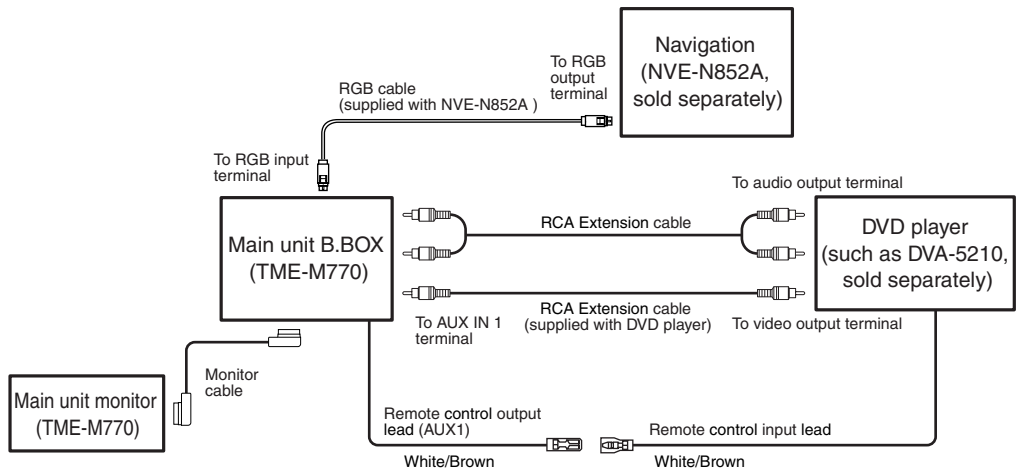 Navigation
(NVE-N852A,
sold separately)
To RGB
output
terminal
RGB cable
(supplied with NVE-N852A )
To RGB input
terminal
To audio output terminal
Main unit B.BOX
(TME-M770)
RCA Extension cable
DVD player
(such as DVA-5210,
sold separately)
To AUX IN 1
terminal
RCA Extension cable
(supplied with DVD player)
To video output terminal
Monitor
cable
Main unit monitor
(TME-M770)
Remote control output
lead (AUX1)
Remote control input lead
White/Brown
White/Brown